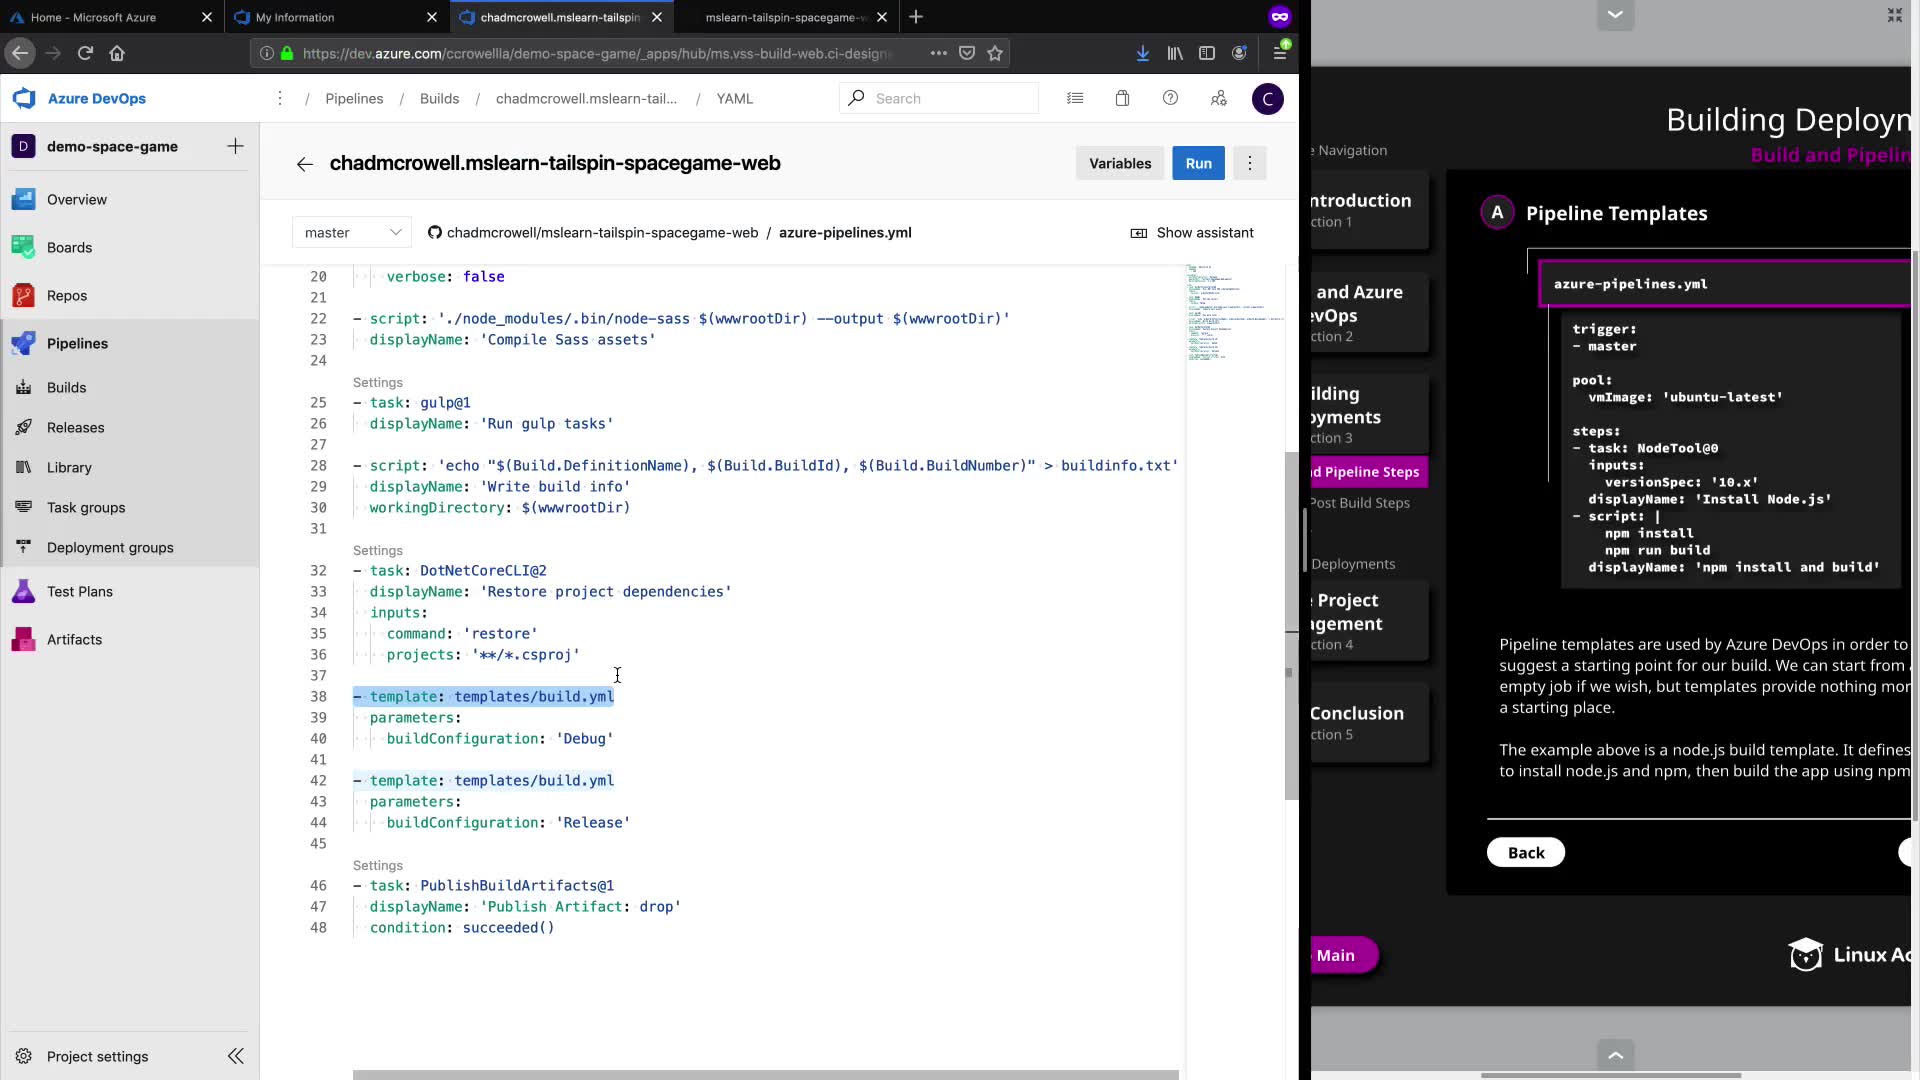 Home - Microsoft Azure
My Information
chadmcrowell.mslearn-tailspin
mslearn-tailspin-spacegame-w
https://dev.azure.com/ccrowellla/demo-space-game/_apps/hub/ms.vss-build-web.ci-design
Azure DevOps
/ Pipelines / Builds / chadmcrowell.mslearn-tail... / YAML
Search
C
D demo-space-game
Overview
Boards
Repos
Pipelines
Builds
Releases
Library
Task groups
Deployment groups
Test Plans
Artifacts
Project settings
chadmcrowell.mslearn-tailspin-spacegame-web
Variables
Run
master
chadmcrowell/mslearn-tailspin-spacegame-web / azure-pipelines.yml
Show assistant
20 verbose: false
21
22 - script: './node_modules/.bin/node-sass $(wwwrootDir) --output $(wwwrootDir)'
23 displayName: 'Compile Sass assets'
24
Settings
25 - task: gulp@1
26 displayName: 'Run gulp tasks'
27
28 - script: 'echo "$(Build.DefinitionName), $(Build.BuildId), $(Build.BuildNumber)" > buildinfo.txt'
29 displayName: 'Write build info'
30 workingDirectory: $(wwwrootDir)
31
Settings
32 - task: DotNetCoreCLI@2
33 displayName: 'Restore project dependencies'
34 inputs:
35 command: 'restore'
36 projects: '**/*.csproj'
37
38 - template: templates/build.yml
39 parameters:
40 buildConfiguration: 'Debug'
41
42 - template: templates/build.yml
43 parameters:
44 buildConfiguration: 'Release'
45
Settings
46 - task: PublishBuildArtifacts@1
47 displayName: 'Publish Artifact: drop'
48 condition: succeeded()
Building Deploym
Build and Pipelin
e Navigation
ntroduction
ction 1
and Azure
evOps
ction 2
ilding
oyments
ction 3
d Pipeline Steps
Post Build Steps
Deployments
e Project
agement
ction 4
Conclusion
ction 5
Main
A Pipeline Templates
azure-pipelines.yml
trigger:
- master
pool:
vmImage: 'ubuntu-latest'
steps:
- task: NodeTool@0
inputs:
versionSpec: '10.x'
displayName: 'Install Node.js'
- script: |
npm install
npm run build
displayName: 'npm install and build'
Pipeline templates are used by Azure DevOps in order to
suggest a starting point for our build. We can start from
empty job if we wish, but templates provide nothing mor
a starting place.
The example above is a node.js build template. It defines
to install node.js and npm, then build the app using npm
Back
Linux Ac